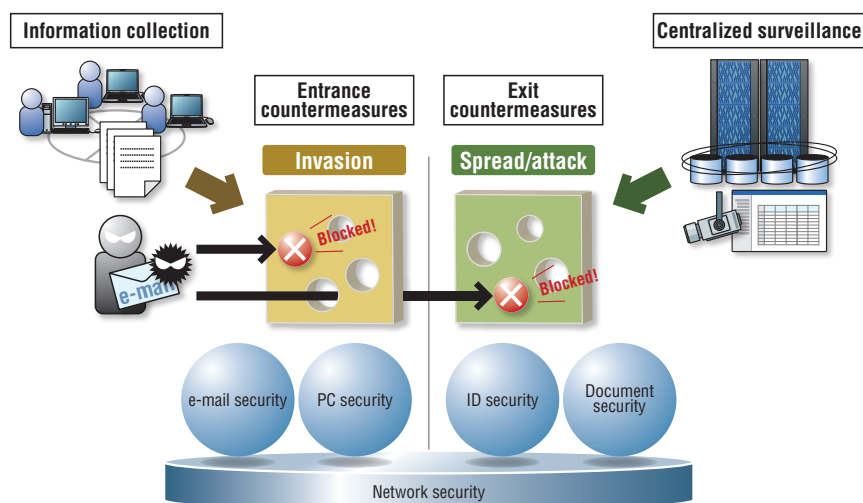 Information collection
Centralized surveillance
Entrance
countermeasures
Exit
countermeasures
Invasion
Spread/attack
Blocked!
e-mail
Blocked!
e-mail security
PC security
ID security
Document
security
Network security